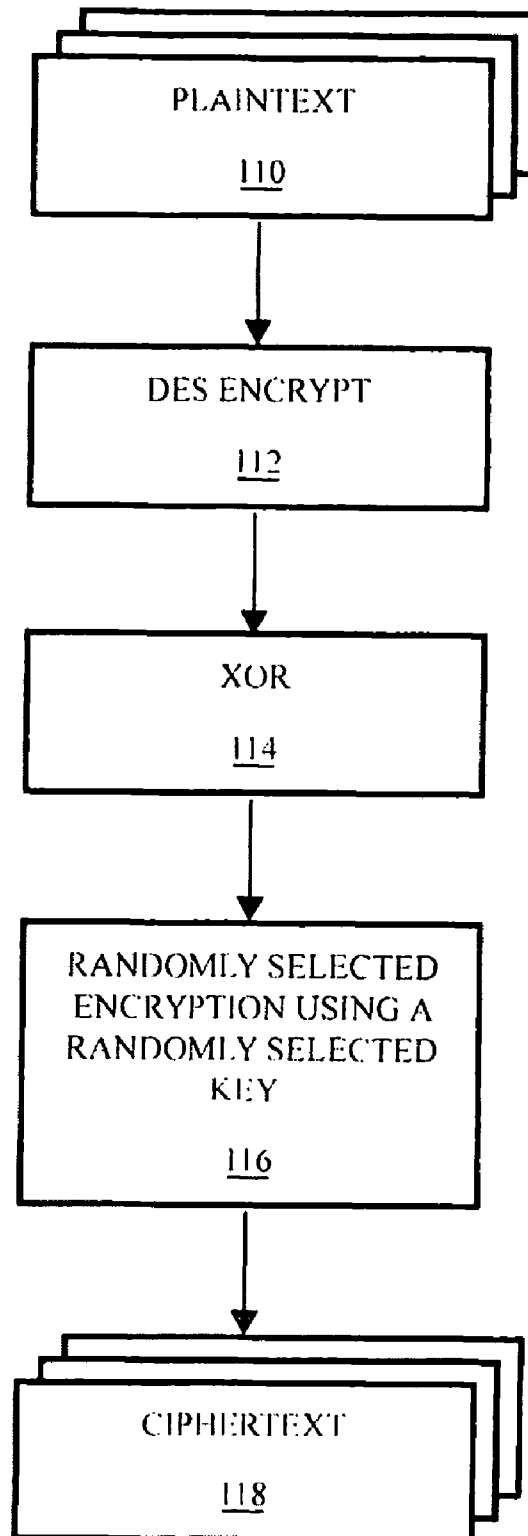 PLAINTEXT
110
DES ENCRYPT
112
XOR
114
RANDOMLY SELECTED
ENCRYPTION USING A
RANDOMLY SELECTED
KEY
116
CIPHERTEXT
118